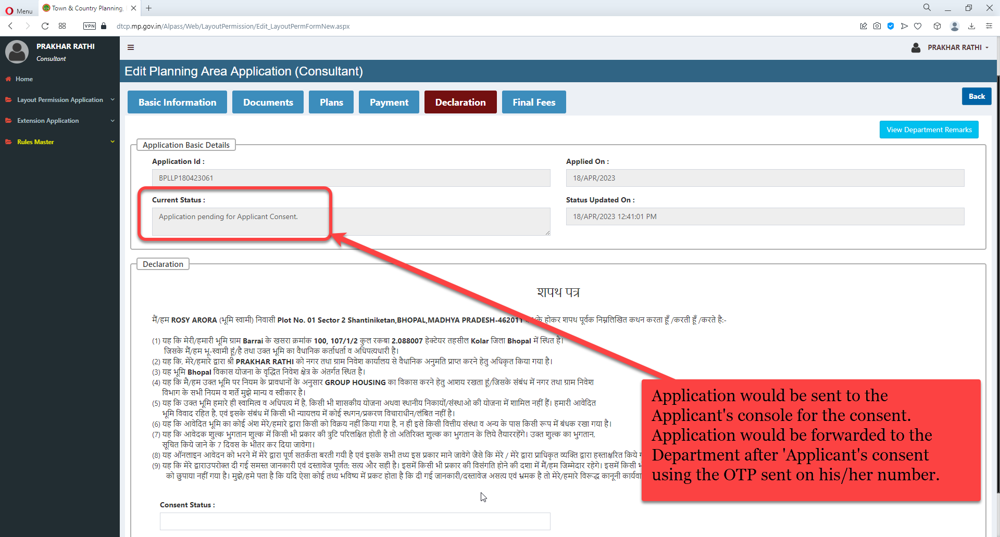 Menu
Town & Country Planning,
VPN
dtcp.mp.gov.in/Alpass/Web/LayoutPermission/Edit_LayoutPermFormNew.aspx
PRAKHAR RATHI
Consultant
PRAKHAR RATHI
Edit Planning Area Application (Consultant)
Home
Layout Permission Application
Extension Application
Rules Master
Basic Information
Documents
Plans
Payment
Declaration
Final Fees
Back
View Department Remarks
Application Basic Details
Application Id :
Applied On :
BPLLP180423061
18/APR/2023
Current Status :
Status Updated On :
Application pending for Applicant Consent.
18/APR/2023 12:41:01 PM
Declaration
शपथ पत्र
मैं/हम ROSY ARORA (भूमि स्वामी) निवासी Plot No. 01 Sector 2 Shantiniketan,BHOPAL,MADHYA PRADESH-462011 के होकर शपथ पूर्वक निम्नलिखित कथन करता हूँ /करती हूँ /करते है:-
(1) यह कि मेरी/हमारी भूमि ग्राम Barrai के खसरा क्रमांक 100, 107/1/2 कुल रकबा 2.088007 हेक्टेयर तहसील Kolar जिला Bhopal में स्थित है।
जिसके मैं/हम भू-स्वामी हूं/है तथा उक्त भूमि का वैधानिक कर्ताधर्ता व अधिपत्यधारी है।
(2) यह कि, मेरे/हमारे द्वारा श्री PRAKHAR RATHI को नगर तथा ग्राम निवेश कार्यालय से वैधानिक अनुमति प्राप्त करने हेतु अधिकृत किया गया है।
(3) यह भूमि Bhopal विकास योजना के वृद्धित निवेश क्षेत्र के अंतर्गत स्थित है।
(4) यह कि मै/हम उक्त भूमि पर नियम के प्रावधानों के अनुसार GROUP HOUSING का विकास करने हेतु आशय रखता हूं/जिसके संबंध में नगर तथा ग्राम निवेश
विभाग के सभी नियम व शर्ते मुझे मान्य व स्वीकार है।
(5) यह कि उक्त भूमि हमारे ही स्वामित्व व अधिपत्य में है, किसी भी शासकीय योजना अथवा स्थानीय निकायों/संस्थाओ की योजना में शामिल नहीं हैं। हमारी आवेदित
भूमि विवाद रहित है, एवं इसके संबंध में किसी भी न्यायलय में कोई स्थगन/प्रकरण विचाराधीन/लंबित नहीं है।
(6) यह कि आवेदित भूमि का कोई अंश मेरे/हमारे द्वारा किसी को विक्रय नहीं किया गया है, न ही इसे किसी वित्तीय संस्था व अन्य के पास किसी रूप में बंधक रखा गया है।
(7) यह कि आवेदक शुल्क भुगतान शुल्क में किसी भी प्रकार की त्रुटि परिलक्षित होती है तो अतिरिक्त शुल्क का भुगतान के लिये तैयाररहेंगे। उक्त शुल्क का भुगतान,
सूचित किये जाने के 7 दिवस के भीतर कर दिया जावेगा।
(8) यह ऑनलाइन आवेदन को भरने में मेरे द्वारा पूर्ण सतर्कता बरती गयी है एवं इसके सभी तथ्य इस प्रकार माने जावेगे जैसे कि मेरे / मेरे द्वारा प्राधिकृत व्यक्ति द्वारा हस्ताक्षरित किये
(9) यह कि मेरे द्वाराउपरोक्त दी गई समस्त जानकारी एवं दस्तावेज पूर्णत: सत्य और सही है। इसमें किसी भी प्रकार की विसंगति होने की दशा में मैं/हम जिम्मेदार रहेगे। इसमें किसी
को छुपाया नहीं गया है। मुझे/हमे पता है कि यदि ऐसा कोई तथ्य भविष्य में प्रकट होता है कि दी गई जानकारी/दस्तावेज असत्य एवं भ्रमक है तो मेरे/हमारे विरूद्ध कानूनी
Application would be sent to the
Applicant's console for the consent.
Application would be forwarded to the
Department after 'Applicant's consent
using the OTP sent on his/her number.
Consent Status :